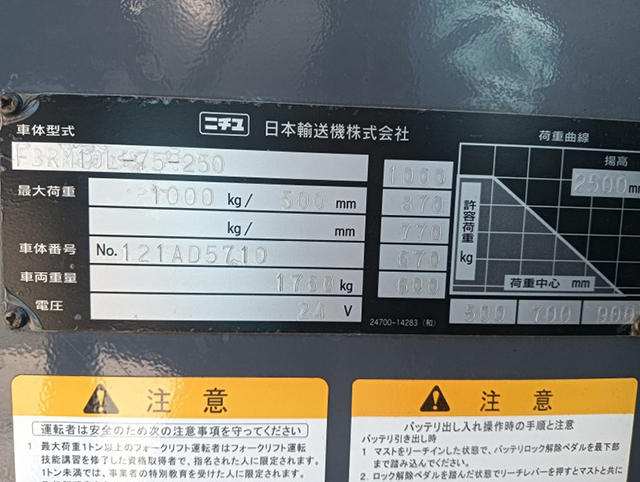 ニチユ 日本輸送機株式会社
車体型式
最大荷重 1000 kg/ 500 mm
kg/ mm
車体番号 No. 121AD5710
車両重量 kg
電圧 24 V
24700-14283 (和)
荷重曲線
揚高
2500mm
許容荷重 kg
荷重中心 mm
1000
870
770
670
600
500 700 900
注意
運転者は安全のため次の注意事項を守ってください
1 最大荷重1トン以上のフォークリフト運転者はフォークリフト運転
技能講習を修了した資格取得者で、指名された人に限定されます。
1トン未満では、事業者の特別教育を受けた人に限定されます。
注意
バッテリ出し入れ操作時の手順と注意
バッテリ引き出し時
1. マストをリーチインした状態で、バッテリロック解除ペダルを最下部
まで踏み込んでください。
2. ロック解除ペダルを踏んだ状態でリーチレバーを押すとマストと共に